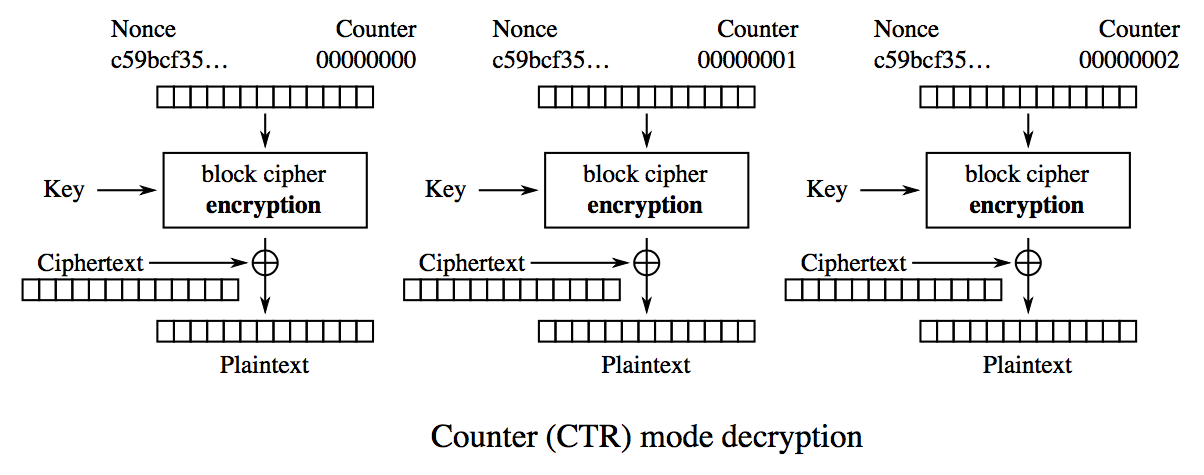 Nonce Counter
c59bcf35… 00000000
block cipher
encryption
Key
Ciphertext
Plaintext
Nonce Counter
c59bcf35… 00000001
block cipher
encryption
Key
Ciphertext
Plaintext
Nonce Counter
c59bcf35… 00000002
block cipher
encryption
Key
Ciphertext
Plaintext
Counter (CTR) mode decryption